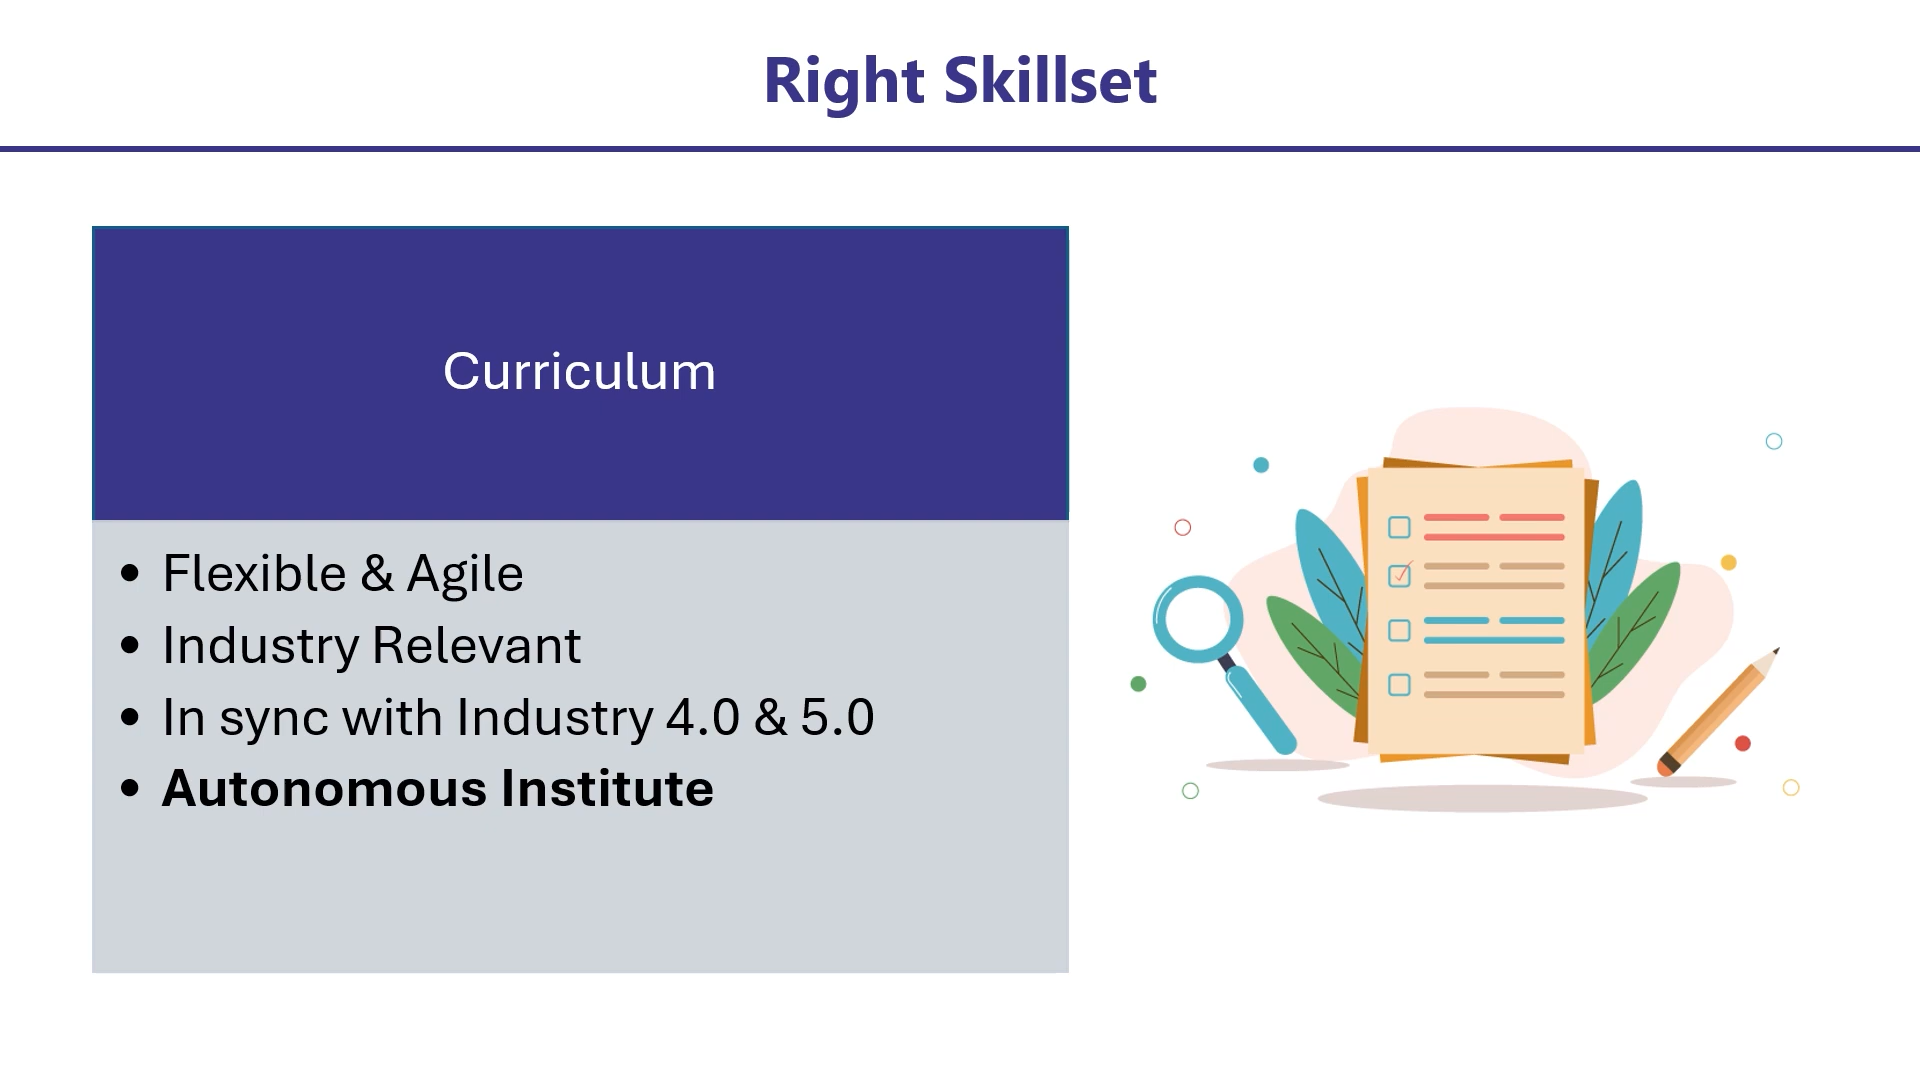 Right Skillset
Curriculum
• Flexible & Agile
• Industry Relevant
• In sync with Industry 4.0 & 5.0
• Autonomous Institute